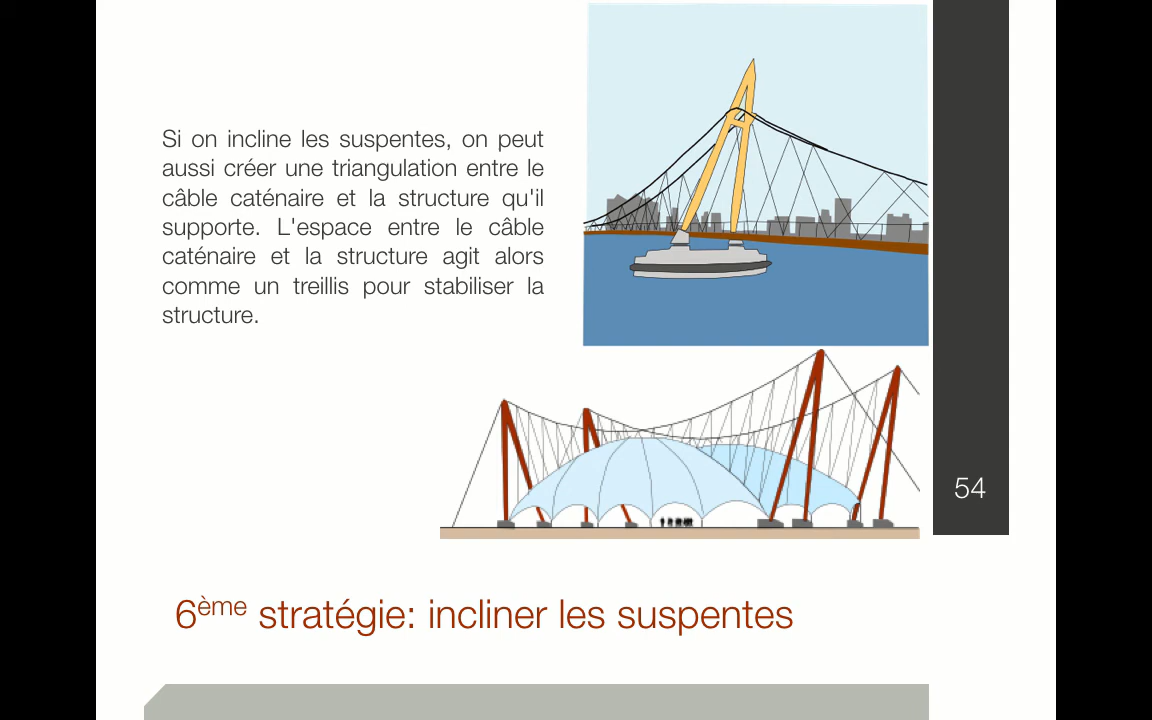 Si on incline les suspentes, on peut
aussi créer une triangulation entre le
câble caténaire et la structure qu'il
supporte. L'espace entre le câble
caténaire et la structure agit alors
comme un treillis pour stabiliser la
structure.
54
6ème stratégie: incliner les suspentes